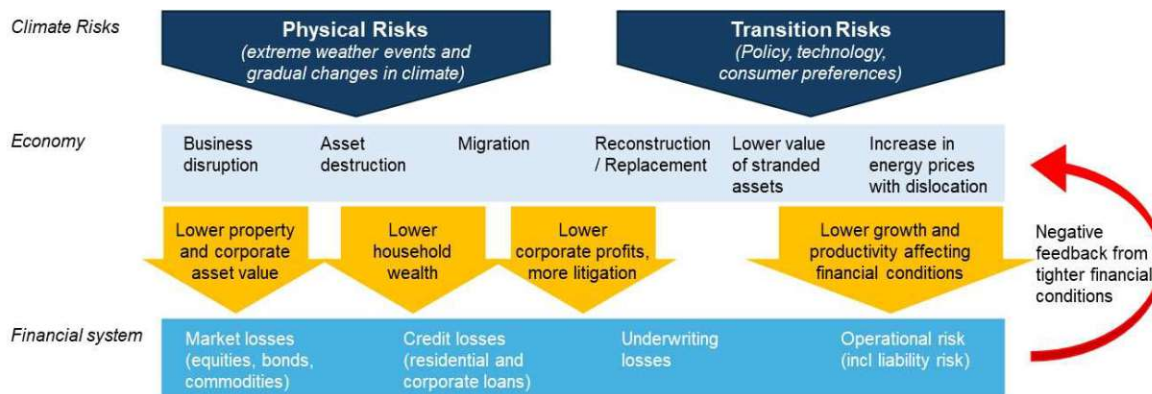 Climate Risks
Physical Risks
(extreme weather events and
gradual changes in climate)
Transition Risks
(Policy, technology,
consumer preferences)
Economy
Business
disruption
Asset
destruction
Migration
Reconstruction
/ Replacement
Lower value
of stranded
assets
Increase in
energy prices
with dislocation
Lower property
and corporate
asset value
Lower
household
wealth
Lower
corporate profits,
more litigation
Lower growth and
productivity affecting
financial conditions
Negative
feedback from
tighter financial
conditions
Financial system
Market losses
(equities, bonds,
commodities)
Credit losses
(residential and
corporate loans)
Underwriting
losses
Operational risk
(incl liability risk)